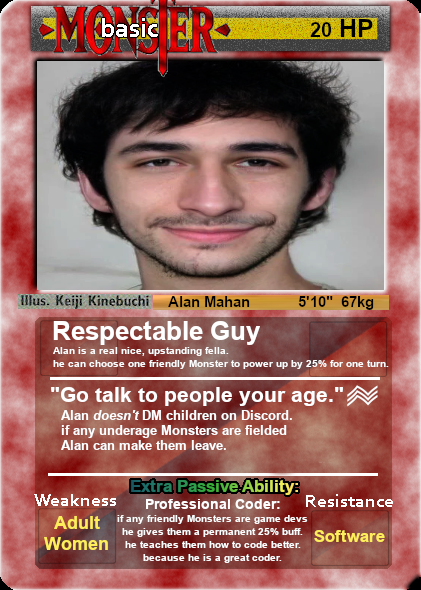 MONSTER
basic
20 HP
Illus. Keiji Kinebuchi Alan Mahan 5'10" 67kg
Respectable Guy
Alan is a real nice, upstanding fella.
he can choose one friendly Monster to power up by 25% for one turn.
"Go talk to people your age."
Alan doesn't DM children on Discord.
if any underage Monsters are fielded
Alan can make them leave.
Extra Passive Ability:
Professional Coder:
if any friendly Monsters are game devs
he gives them a permanent 25% buff.
he teaches them how to code better.
because he is a great coder.
Weakness
Adult
Women
Resistance
Software